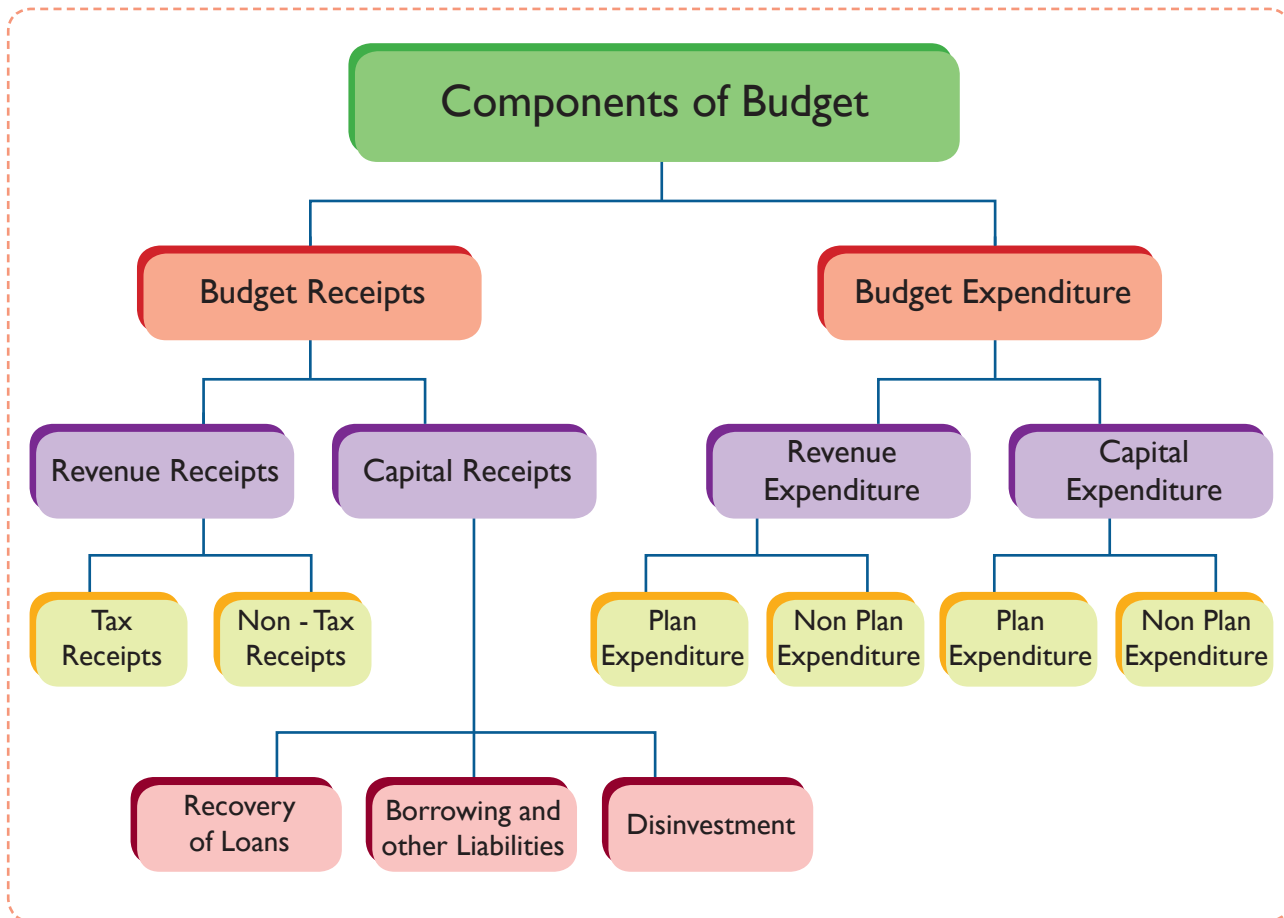 Components of Budget
Budget Receipts
Budget Expenditure
Revenue Receipts
Capital Receipts
Revenue
Expenditure
Capital
Expenditure
Tax
Receipts
Non - Tax
Receipts
Plan
Expenditure
Non Plan
Expenditure
Plan
Expenditure
Non Plan
Expenditure
Recovery
of Loans
Borrowing and
other Liabilities
Disinvestment